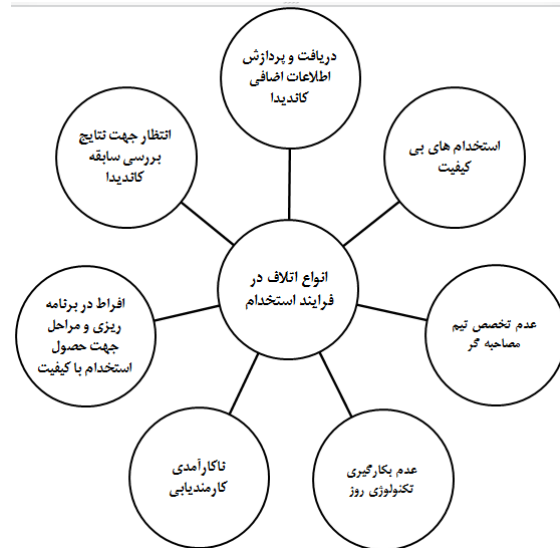 دریافت و پردازش
اطلاعات اضافی
کاندیدا
استخدام های بی
کیفیت
عدم تخصص تیم
مصاحبه گر
عدم بکارگیری
تکنولوژی روز
ناکارآمدی
کارمندیابی
افراط در برنامه
ریزی و مراحل
جهت حصول
استخدام با کیفیت
انتظار جهت نتایج
بررسی سابقه
کاندیدا
انواع اتلاف در
فرایند استخدام